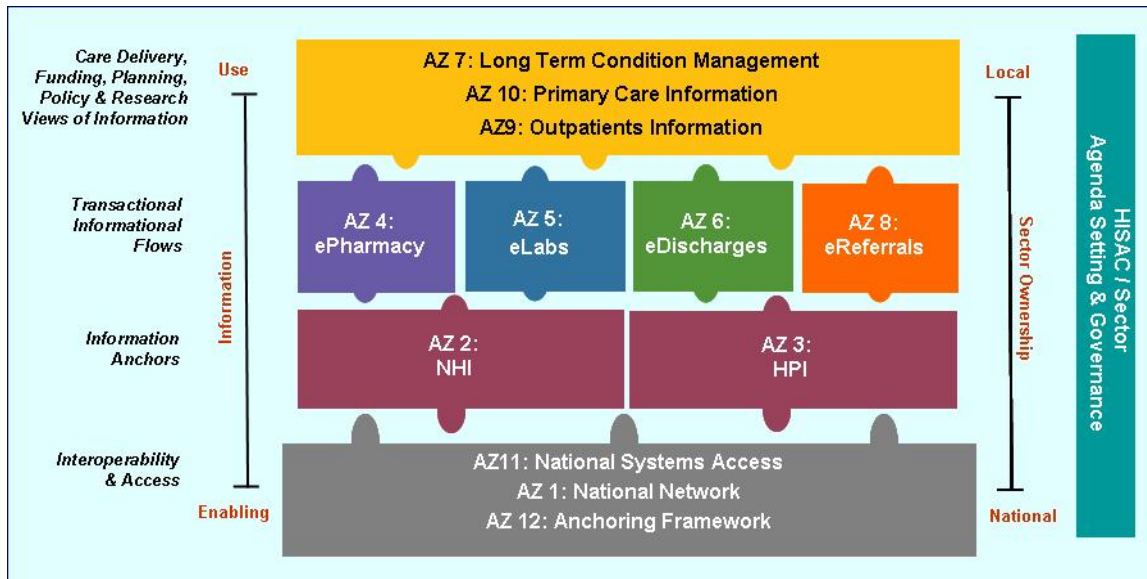 Care Delivery,
Funding, Planning,
Policy & Research
Views of Information
Use
AZ 7: Long Term Condition Management
AZ 10: Primary Care Information
AZ9: Outpatients Information
Local
Transactional
Informational
Flows
AZ 4:
ePharmacy
AZ 5:
eLabs
AZ 6:
eDischarges
AZ 8:
eReferrals
Information
Sector Ownership
HISAC / Sector
Agenda Setting & Governance
Information
Anchors
AZ 2:
NHI
AZ 3:
HPI
Interoperability
& Access
Enabling
AZ11: National Systems Access
AZ 1: National Network
AZ 12: Anchoring Framework
National